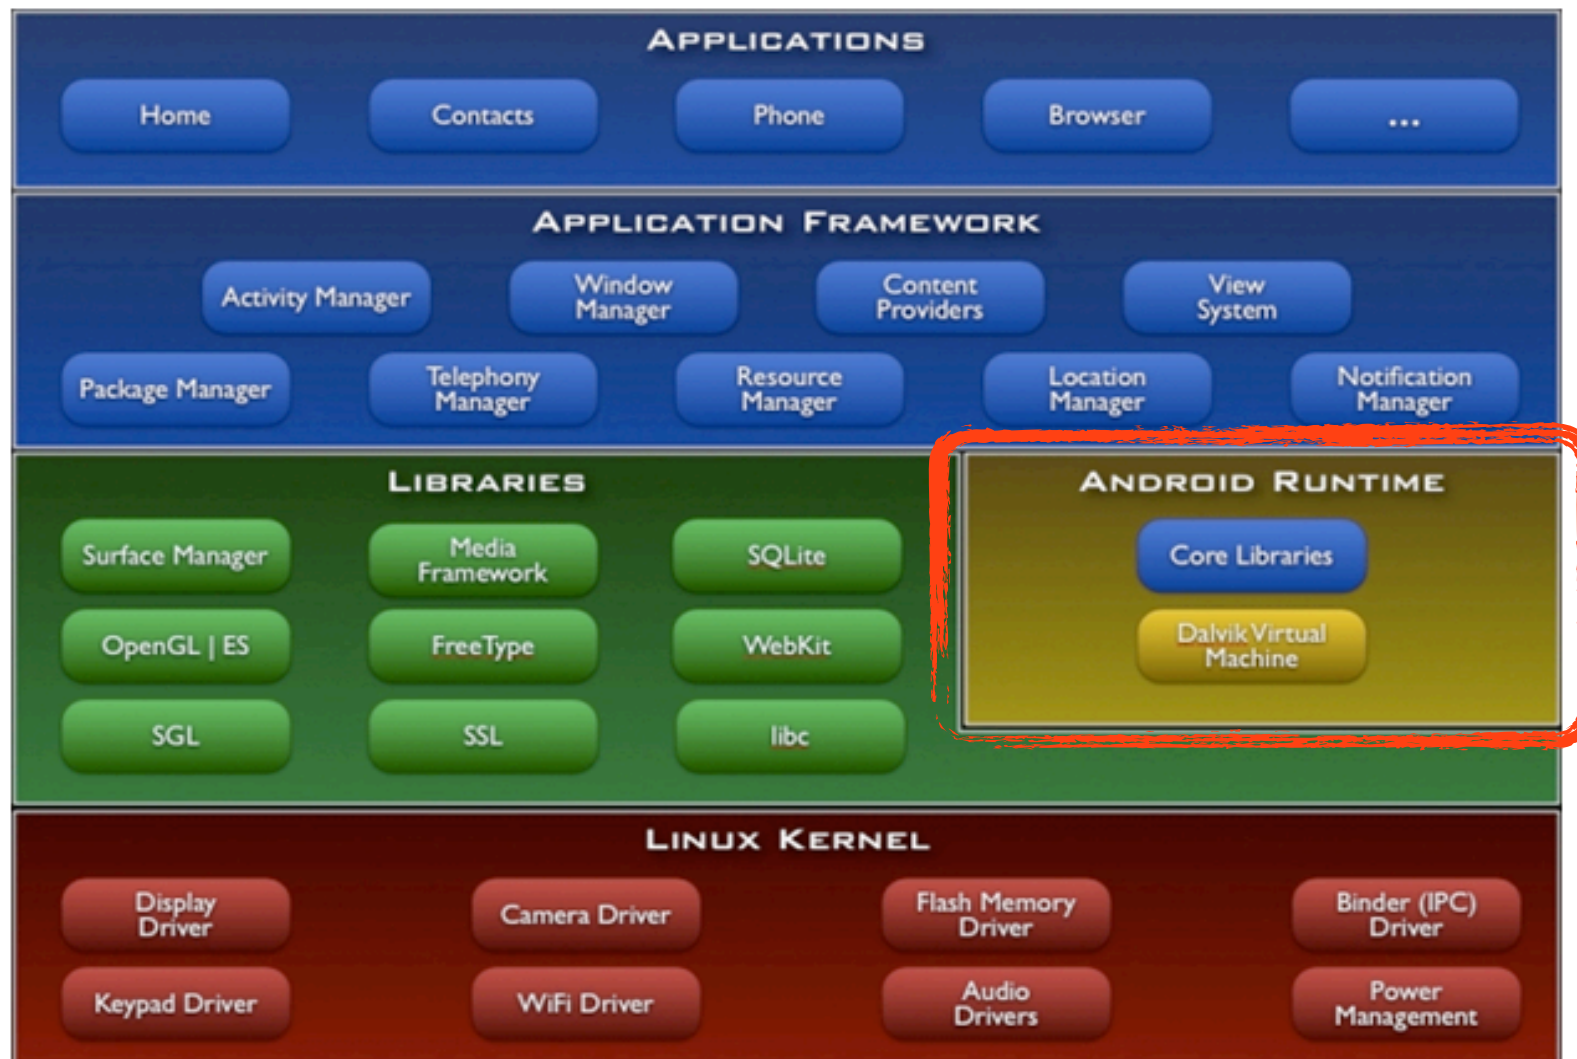 APPLICATIONS
Home
Contacts
Phone
Browser
...
APPLICATION FRAMEWORK
Activity Manager
Window
Manager
Content
Providers
View
System
Package Manager
Telephony
Manager
Resource
Manager
Location
Manager
Notification
Manager
LIBRARIES
Surface Manager
Media
Framework
SQLite
OpenGL | ES
FreeType
WebKit
SGL
SSL
libc
ANDROID RUNTIME
Core Libraries
Dalvik Virtual
Machine
LINUX KERNEL
Display
Driver
Camera Driver
Flash Memory
Driver
Binder (IPC)
Driver
Keypad Driver
WiFi Driver
Audio
Drivers
Power
Management